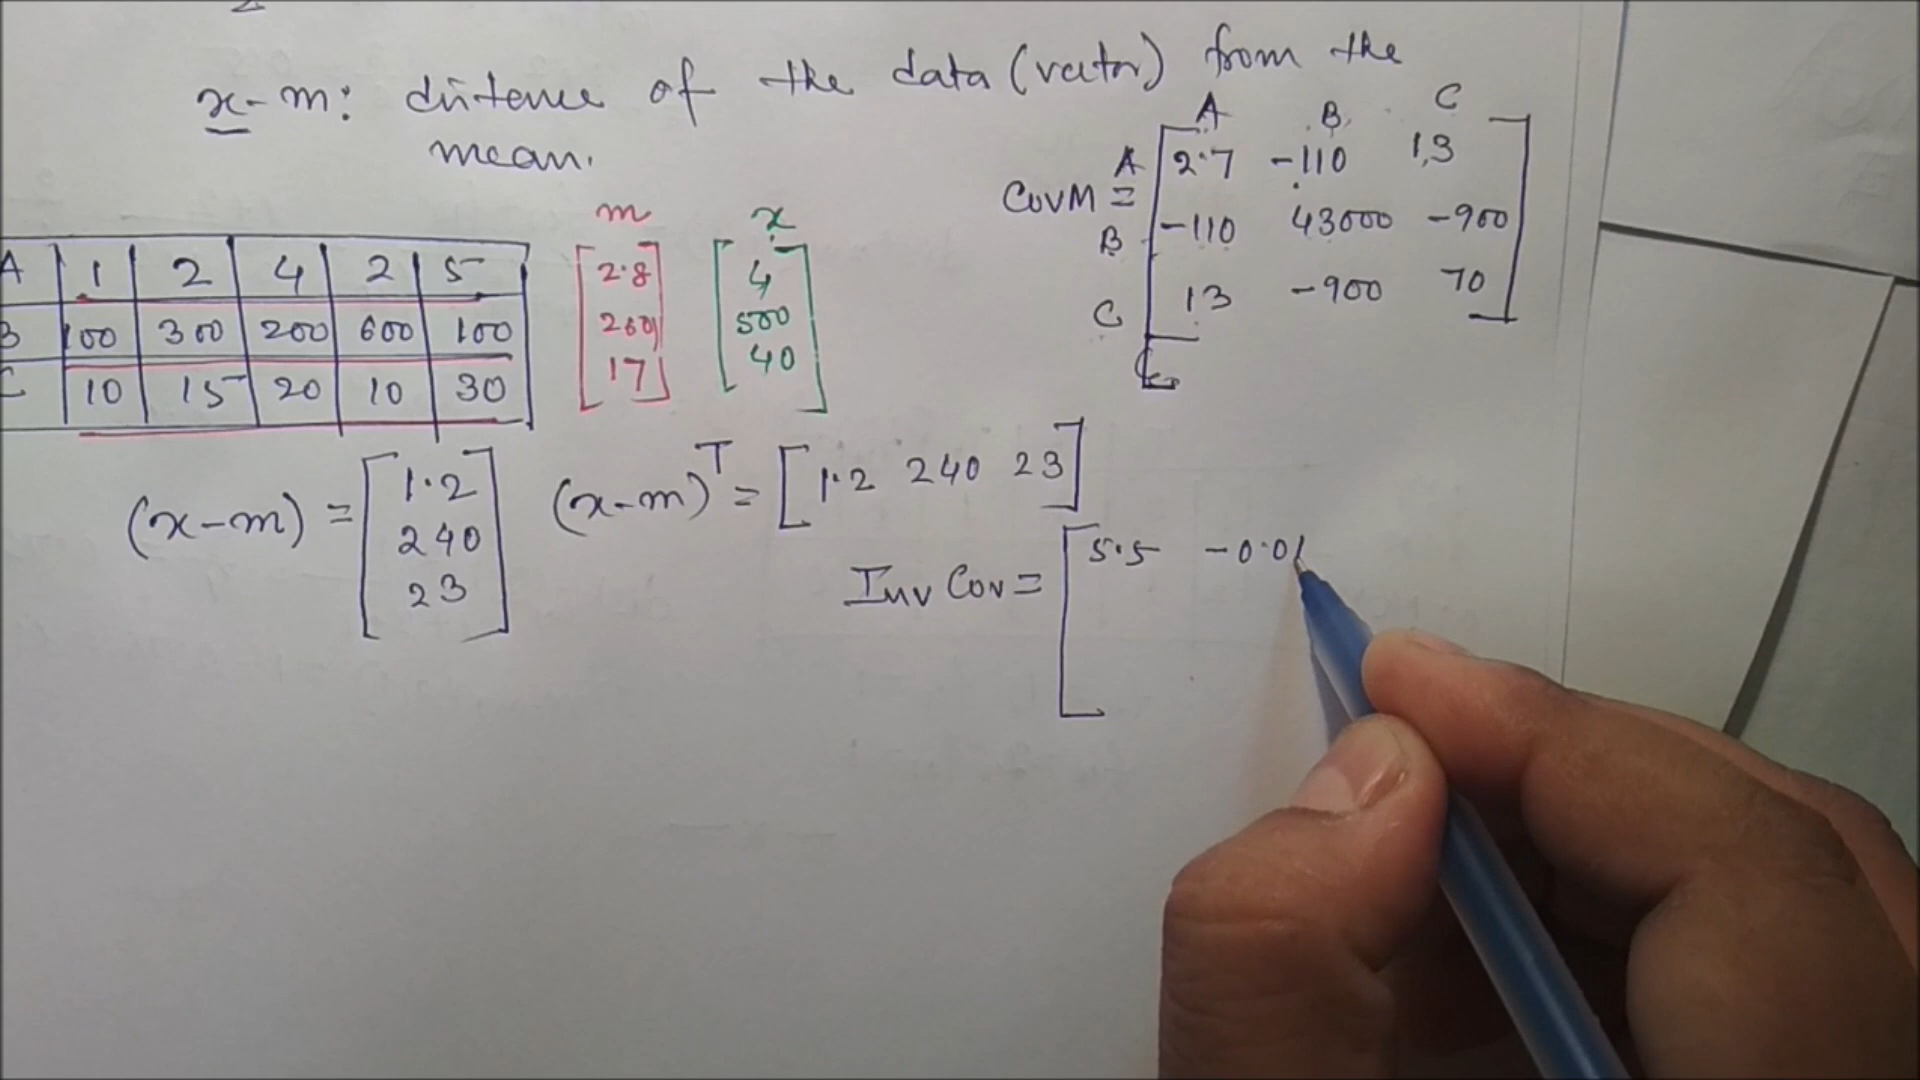 x-m: distance of the data (vector) from the
mean.
A B C
A 2.7 -110 1,3
CovM =
B -110 43000 -900
C 13 -900 70
m x
A 1 2 4 2 5
B 100 300 200 600 100
C 10 15 20 10 30
2.8
260
17
4
500
40
(x-m) = 1.2
240
23
(x-m)T = [1.2 240 23]
Inv Cov = [5.5 -0.01